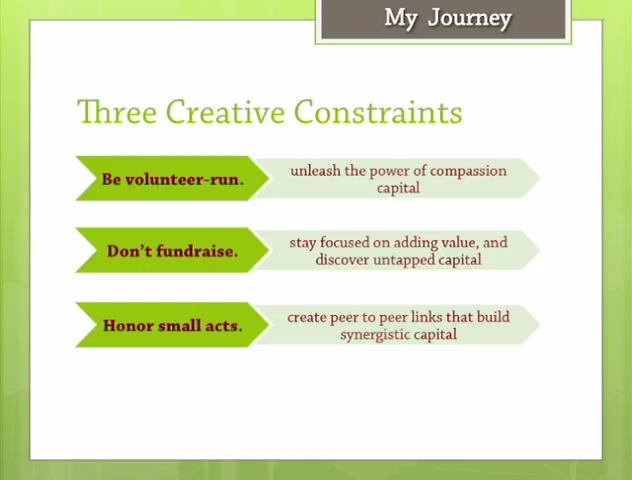 My Journey
Three Creative Constraints
Be volunteer-run.
unleash the power of compassion
capital
Don't fundraise.
stay focused on adding value, and
discover untapped capital
Honor small acts.
create peer to peer links that build
synergistic capital